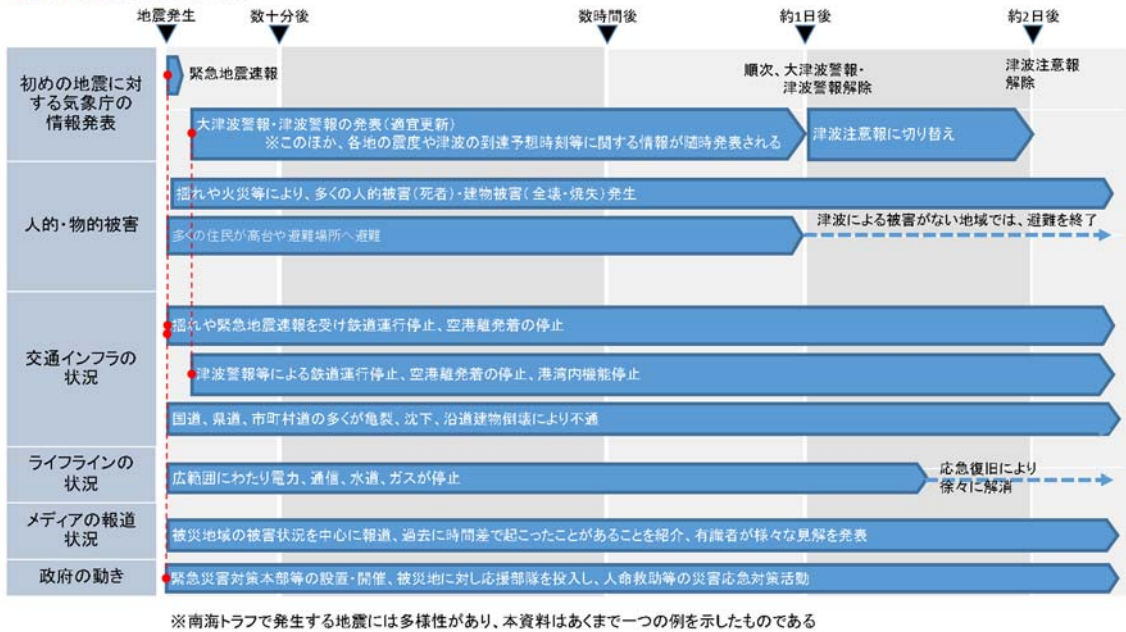 地震発生
数十分後
数時間後
約1日後
約2日後
初めの地震に対
する気象庁の
情報発表
緊急地震速報
順次、大津波警報・
津波警報解除
津波注意報
解除
大津波警報・津波警報の発表(適宜更新)
※このほか、各地の震度や津波の到達予想時刻等に関する情報が随時発表される
津波注意報に切り替え
人的・物的被害
揺れや火災等により、多くの人的被害(死者)・建物被害(全壊・焼失)発生
多くの住民が高台や避難場所へ避難
津波による被害がない地域では、避難を終了
交通インフラの
状況
揺れや緊急地震速報を受け鉄道運行停止、空港離発着の停止
津波警報等による鉄道運行停止、空港離発着の停止、港湾内機能停止
国道、県道、市町村道の多くが亀裂、沈下、沿道建物倒壊により不通
ライフラインの
状況
広範囲にわたり電力、通信、水道、ガスが停止
応急復旧により
徐々に解消
メディアの報道
状況
被災地域の被害状況を中心に報道、過去に時間差で起こったことがあることを紹介、有識者が様々な見解を発表
政府の動き
緊急災害対策本部等の設置・開催、被災地に対し応援部隊を投入し、人命救助等の災害応急対策活動
※南海トラフで発生する地震には多様性があり、本資料はあくまで一つの例を示したものである